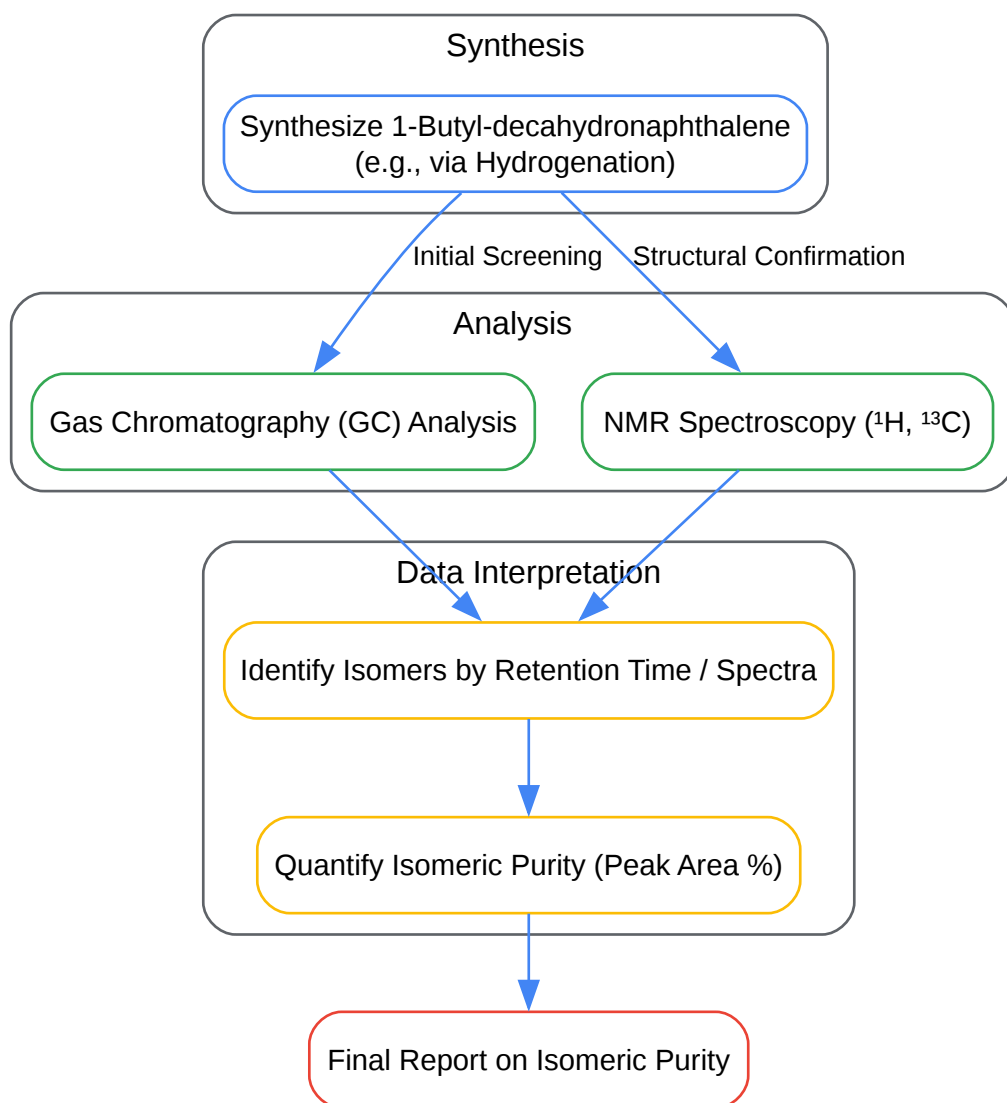 Synthesis
Synthesize 1-Butyl-decahydronaphthalene
(e.g., via Hydrogenation)
Initial Screening
Structural Confirmation
Analysis
Gas Chromatography (GC) Analysis
NMR Spectroscopy (¹H, ¹³C)
Data Interpretation
Identify Isomers by Retention Time / Spectra
Quantify Isomeric Purity (Peak Area %)
Final Report on Isomeric Purity